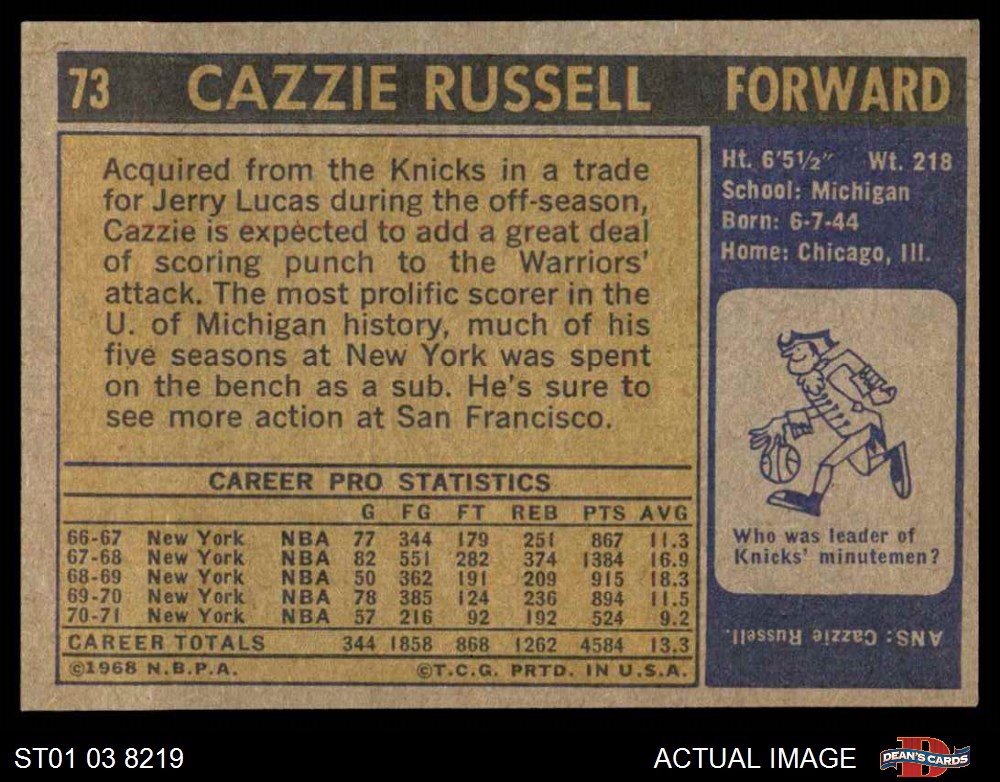 73 CAZZIE RUSSELL FORWARD
Acquired from the Knicks in a trade
for Jerry Lucas during the off-season,
Cazzie is expected to add a great deal
of scoring punch to the Warriors'
attack. The most prolific scorer in the
U. of Michigan history, much of his
five seasons at New York was spent
on the bench as a sub. He's sure to
see more action at San Francisco.
CAREER PRO STATISTICS
G FG FT REB PTS AVG
66-67 New York NBA 77 344 179 251 867 11.3
67-68 New York NBA 82 551 282 374 1384 16.9
68-69 New York NBA 50 362 191 209 915 18.3
69-70 New York NBA 78 385 124 236 894 11.5
70-71 New York NBA 57 216 92 192 524 9.2
CAREER TOTALS 344 1858 868 1262 4584 13.3
©1968 N.B.P.A. ©T.C.G. PRTD. IN U.S.A.
Ht. 6'5½" Wt. 218
School: Michigan
Born: 6-7-44
Home: Chicago, Ill.
Who was leader of
Knicks' minutemen?
ANS: Cazzie Russell.
ST01 03 8219
ACTUAL IMAGE
D
DEAN'S CARDS